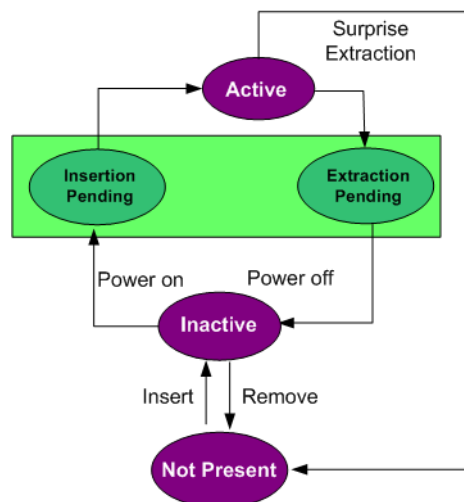 Surprise
Extraction
Active
Insertion
Pending
Extraction
Pending
Power on
Power off
Inactive
Insert
Remove
Not Present